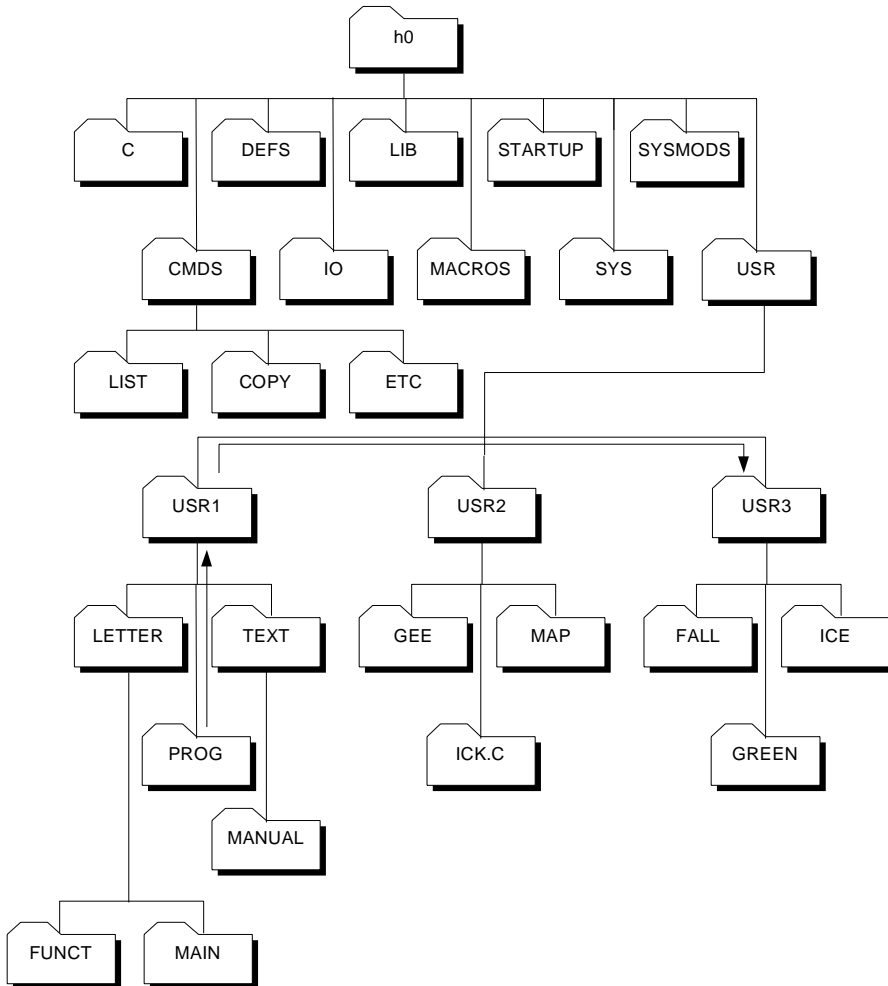 h0
C
DEFS
LIB
STARTUP
SYSMODS
CMDS
IO
MACROS
SYS
USR
LIST
COPY
ETC
USR1
USR2
USR3
LETTER
TEXT
GEE
MAP
FALL
ICE
PROG
ICK.C
GREEN
MANUAL
FUNCT
MAIN